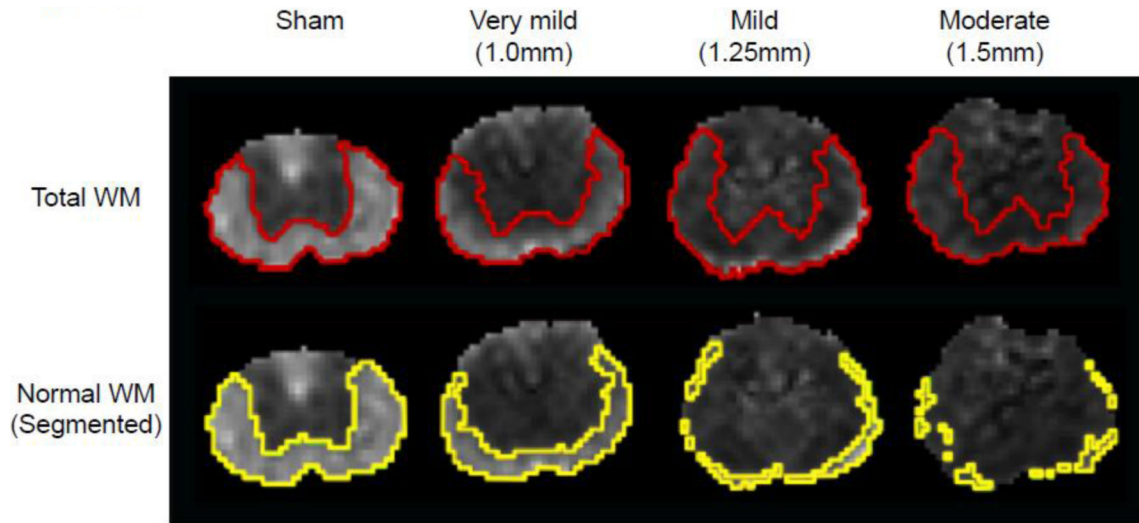 Sham
Very mild
(1.0mm)
Mild
(1.25mm)
Moderate
(1.5mm)
Total WM
Normal WM
(Segmented)